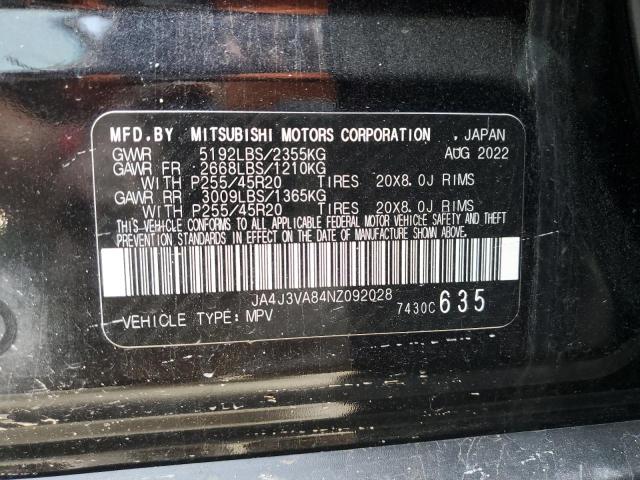 MFD.BY MITSUBISHI MOTORS CORPORATION , JAPAN
GVWR 5192LBS/2355KG AUG 2022
GAWR FR 2668LBS/1210KG
WITH P255/45R20 TIRES 20X8.0J RIMS
GAWR RR 3009LBS/1365KG
WITH P255/45R20 TIRES 20X8.0J RIMS
THIS VEHICLE CONFORMS TO ALL APPLICABLE FEDERAL MOTOR VEHICLE SAFETY AND THEFT
PREVENTION STANDARDS IN EFFECT ON THE DATE OF MANUFACTURE SHOWN ABOVE.
JA4J3VA84NZ092028
VEHICLE TYPE: MPV 7430C 635